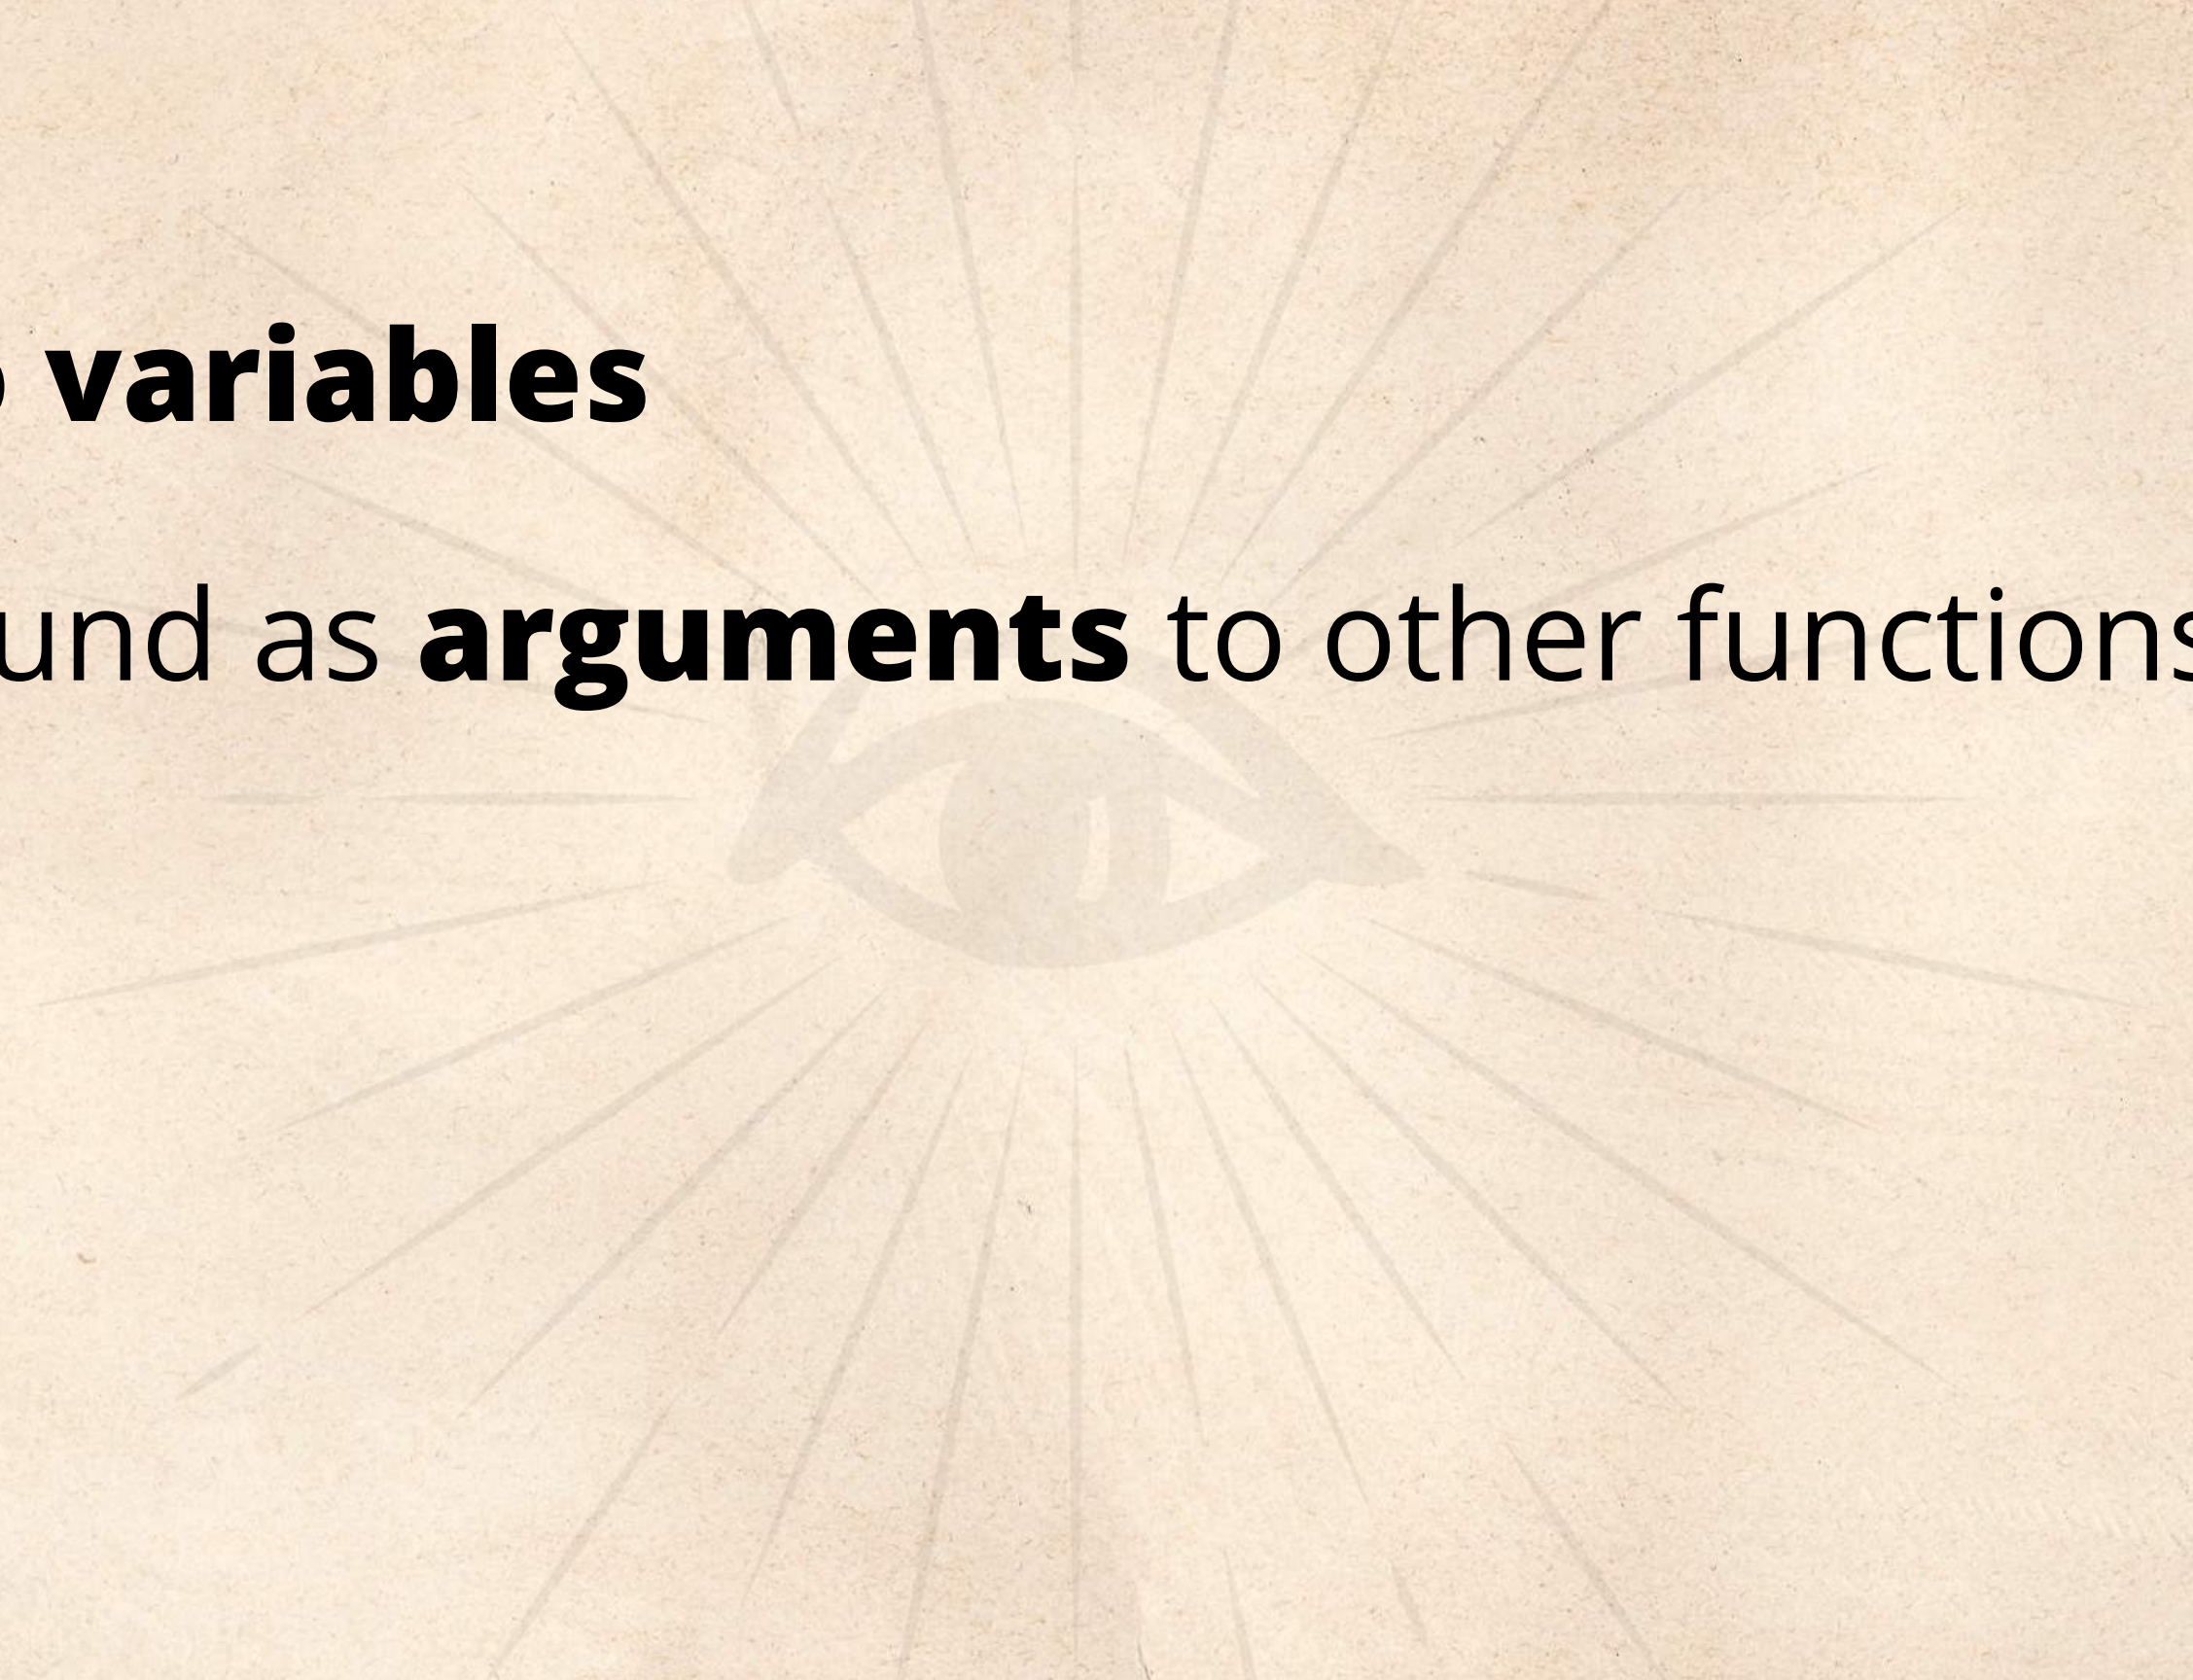 variables
und as arguments to other functions